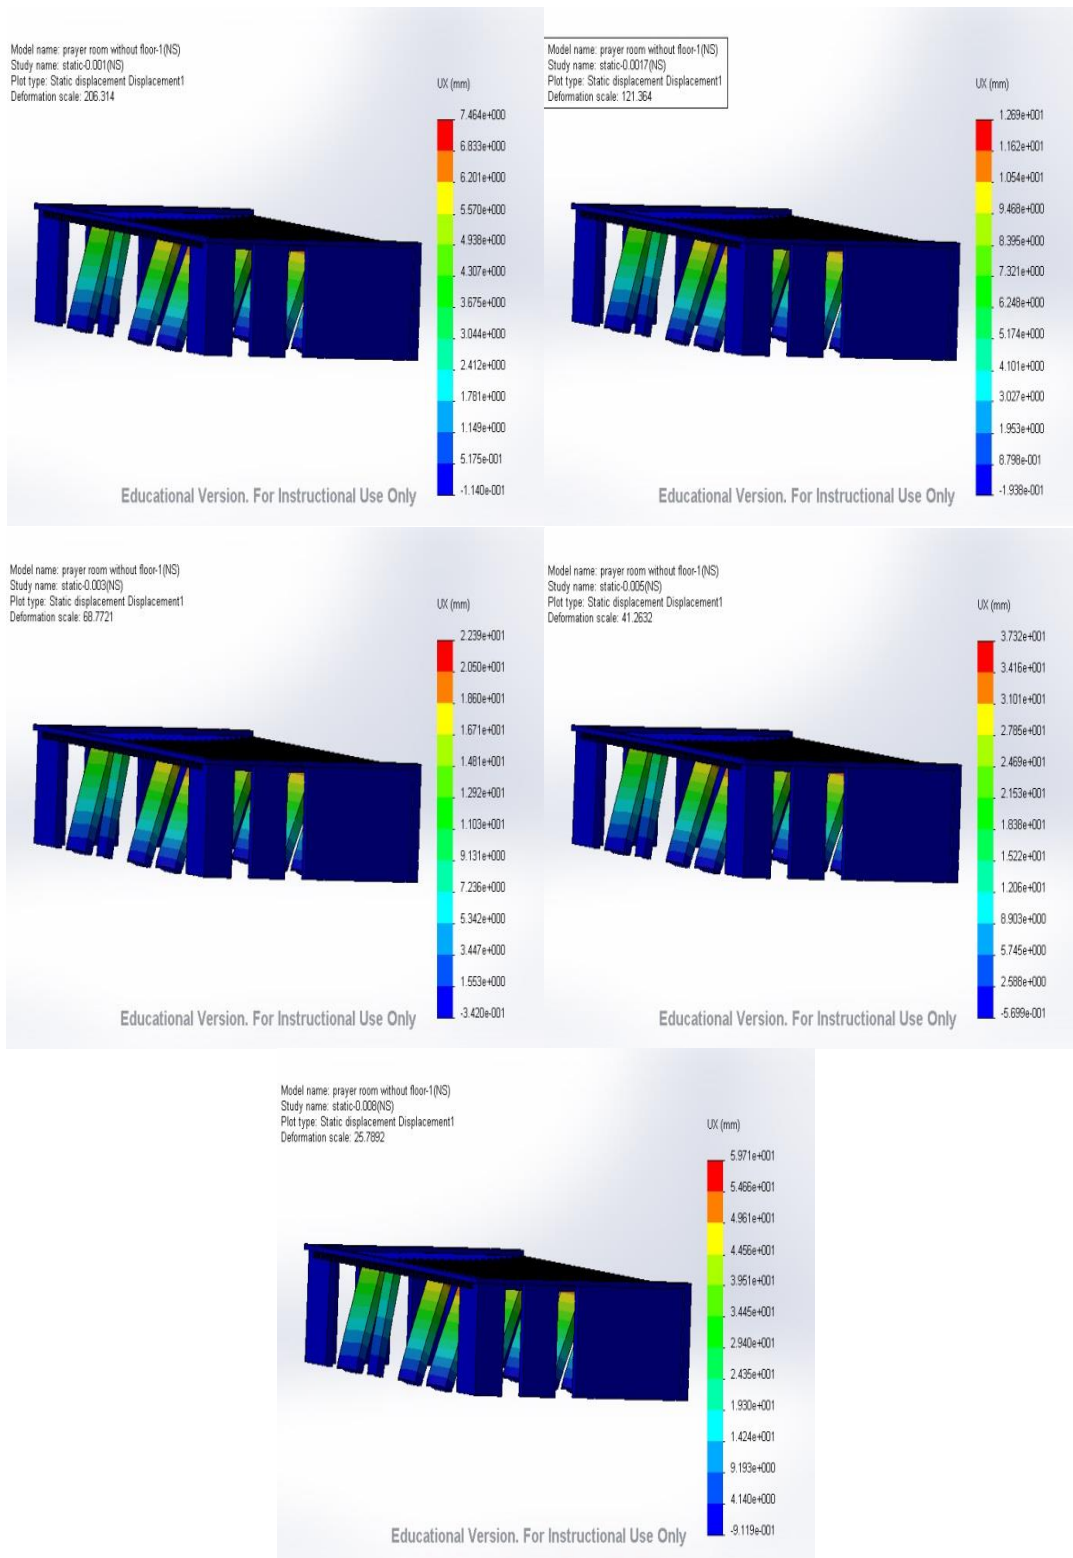 Model name: prayer room without floor-1(NS)
Study name: static-0.001(NS)
Plot type: Static displacement Displacement1
Deformation scale: 206.314
UX (mm)
7.464e+000
6.833e+000
6.201e+000
5.570e+000
4.938e+000
4.307e+000
3.675e+000
3.044e+000
2.412e+000
1.781e+000
1.149e+000
5.175e-001
-1.140e-001
Educational Version. For Instructional Use Only
Model name: prayer room without floor-1(NS)
Study name: static-0.0017(NS)
Plot type: Static displacement Displacement1
Deformation scale: 121.364
UX (mm)
1.269e+001
1.162e+001
1.054e+001
9.468e+000
8.395e+000
7.321e+000
6.248e+000
5.174e+000
4.101e+000
3.027e+000
1.953e+000
8.798e-001
-1.938e-001
Educational Version. For Instructional Use Only
Model name: prayer room without floor-1(NS)
Study name: static-0.003(NS)
Plot type: Static displacement Displacement1
Deformation scale: 68.7721
UX (mm)
2.239e+001
2.050e+001
1.860e+001
1.671e+001
1.481e+001
1.292e+001
1.103e+001
9.131e+000
7.236e+000
5.342e+000
3.447e+000
1.553e+000
-3.420e-001
Educational Version. For Instructional Use Only
Model name: prayer room without floor-1(NS)
Study name: static-0.005(NS)
Plot type: Static displacement Displacement1
Deformation scale: 41.2632
UX (mm)
3.732e+001
3.416e+001
3.101e+001
2.785e+001
2.469e+001
2.153e+001
1.838e+001
1.522e+001
1.206e+001
8.903e+000
5.745e+000
2.588e+000
-5.699e-001
Educational Version. For Instructional Use Only
Model name: prayer room without floor-1(NS)
Study name: static-0.008(NS)
Plot type: Static displacement Displacement1
Deformation scale: 25.7892
UX (mm)
5.971e+001
5.466e+001
4.961e+001
4.456e+001
3.951e+001
3.445e+001
2.940e+001
2.435e+001
1.930e+001
1.424e+001
9.193e+000
4.140e+000
-9.119e-001
Educational Version. For Instructional Use Only